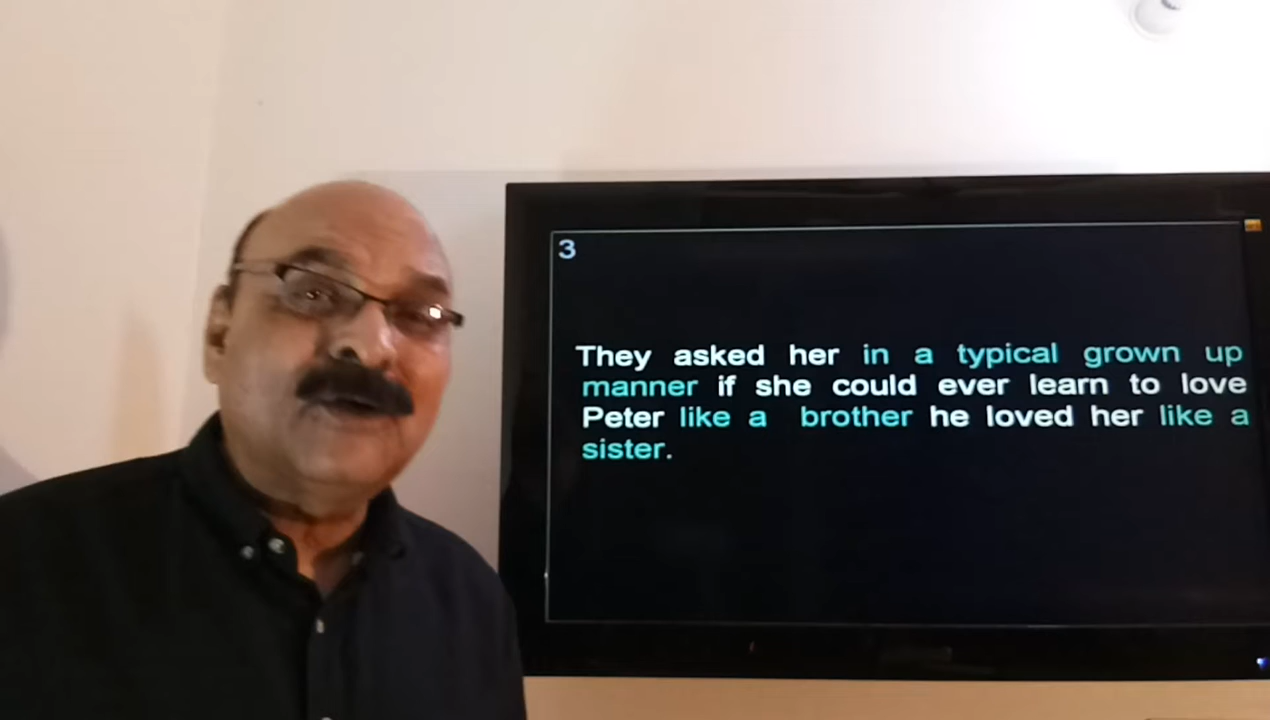 3
They asked her in a typical grown up
manner if she could ever learn to love
Peter like a brother he loved her like a
sister.